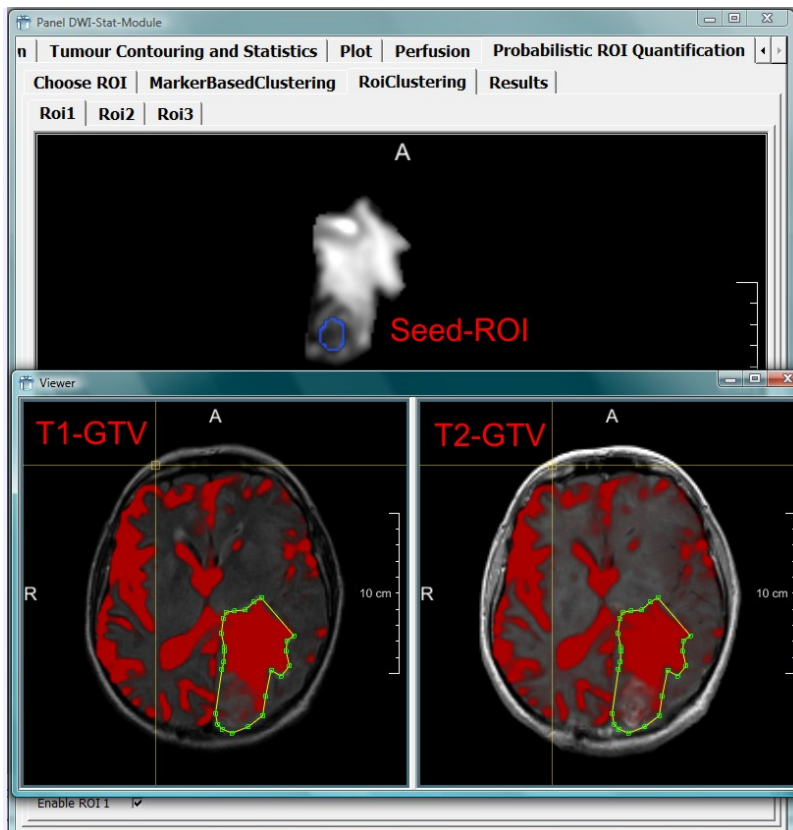 Panel DWI-Stat-Module
n Tumour Contouring and Statistics Plot Perfusion Probabilistic ROI Quantification
Choose ROI MarkerBasedClustering RoiClustering Results
Roi1 Roi2 Roi3
A
Seed-ROI
Viewer
A A
T1-GTV T2-GTV
R 10 cm R 10 cm
Enable ROI 1